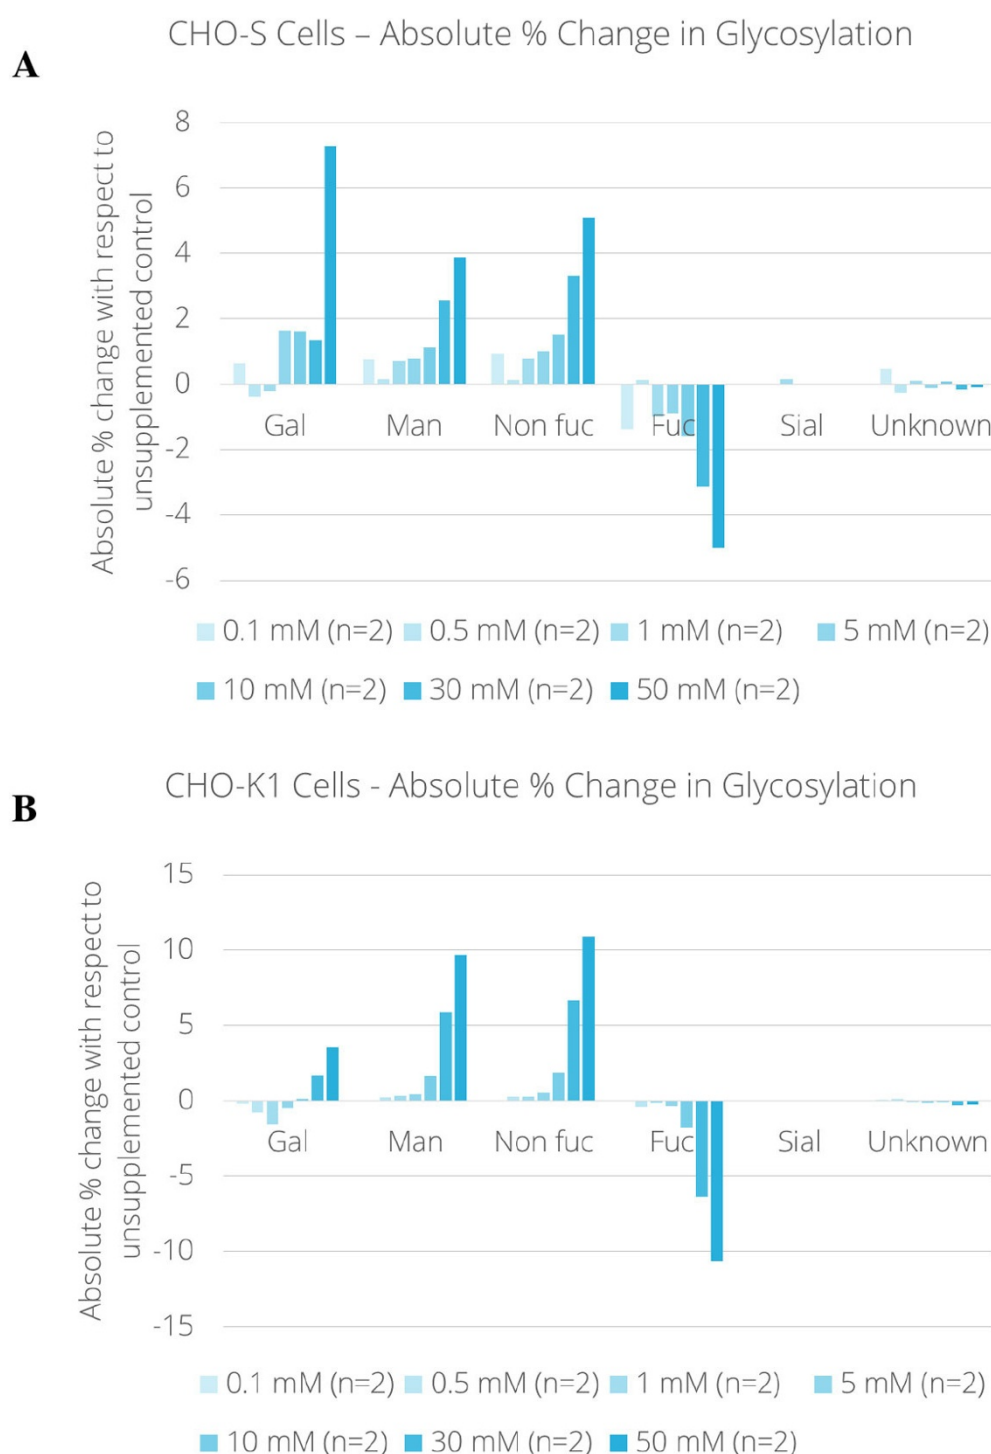 CHO-S Cells – Absolute % Change in Glycosylation
A
Absolute % change with respect to
unsupplemented control
8
6
4
2
0
-2
-4
-6
Gal Man Non fuc Fuc Sial Unknown
0.1 mM (n=2) 0.5 mM (n=2) 1 mM (n=2) 5 mM (n=2)
10 mM (n=2) 30 mM (n=2) 50 mM (n=2)
CHO-K1 Cells - Absolute % Change in Glycosylation
B
Absolute % change with respect to
unsupplemented control
15
10
5
0
-5
-10
-15
Gal Man Non fuc Fuc Sial Unknown
0.1 mM (n=2) 0.5 mM (n=2) 1 mM (n=2) 5 mM (n=2)
10 mM (n=2) 30 mM (n=2) 50 mM (n=2)